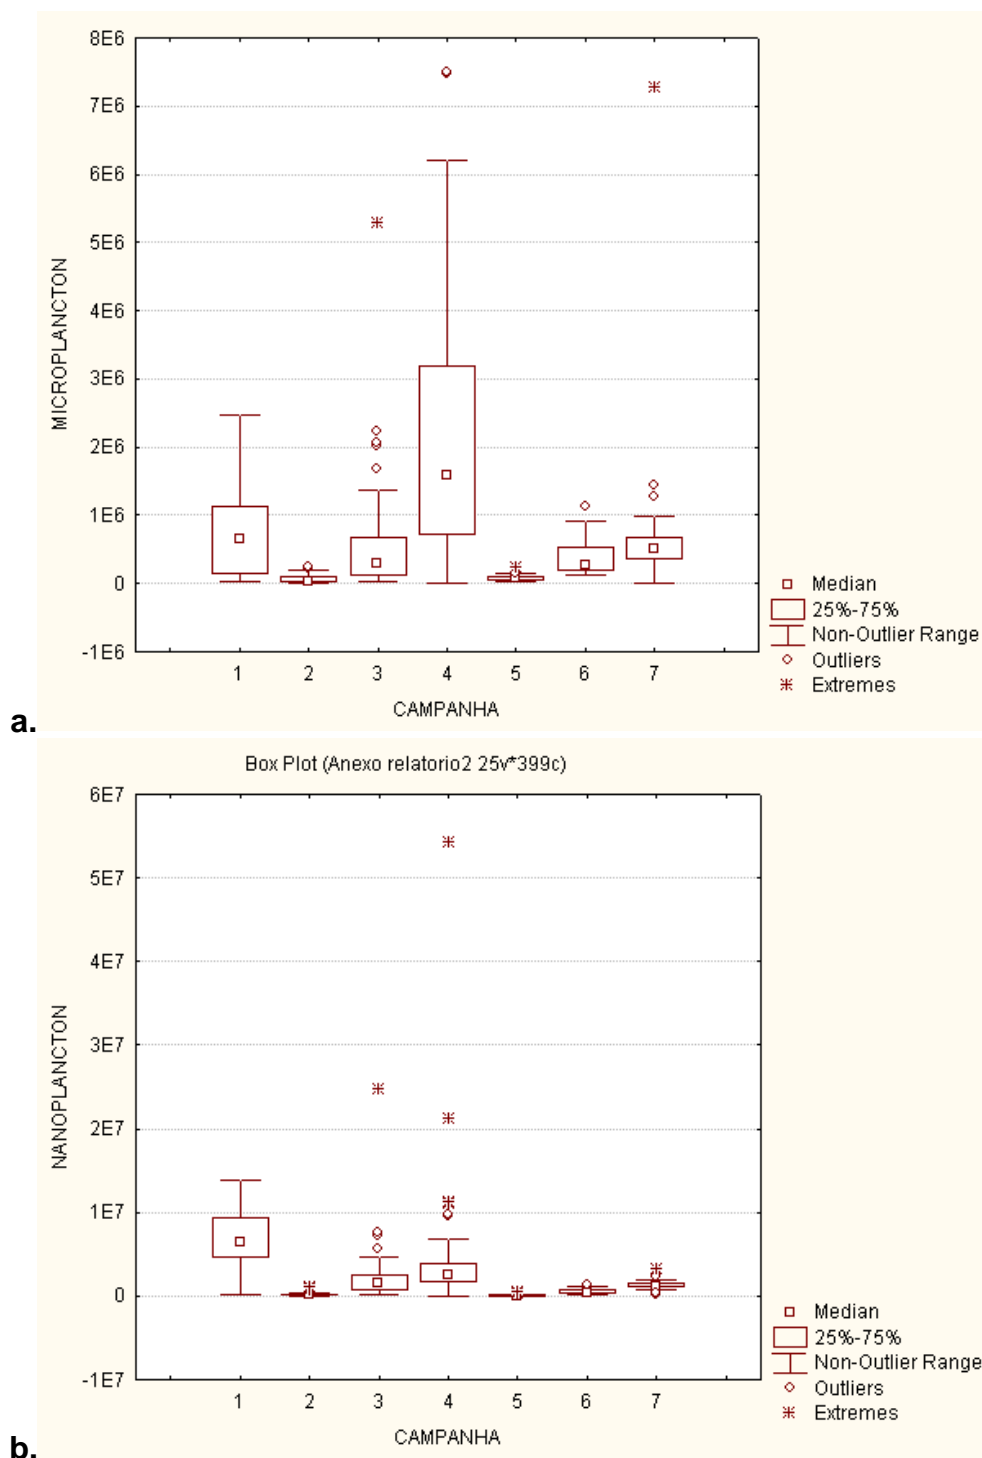 8E6
7E6
6E6
5E6
4E6
3E6
2E6
1E6
0
-1E6
MICROPLANCTON
1 2 3 4 5 6 7
CAMPANHA
Median
25%-75%
Non-Outlier Range
Outliers
Extremes
a.
Box Plot (Anexo relatorio2 25v*399c)
6E7
5E7
4E7
3E7
2E7
1E7
0
-1E7
NANOPLANCTON
1 2 3 4 5 6 7
CAMPANHA
Median
25%-75%
Non-Outlier Range
Outliers
Extremes
b.